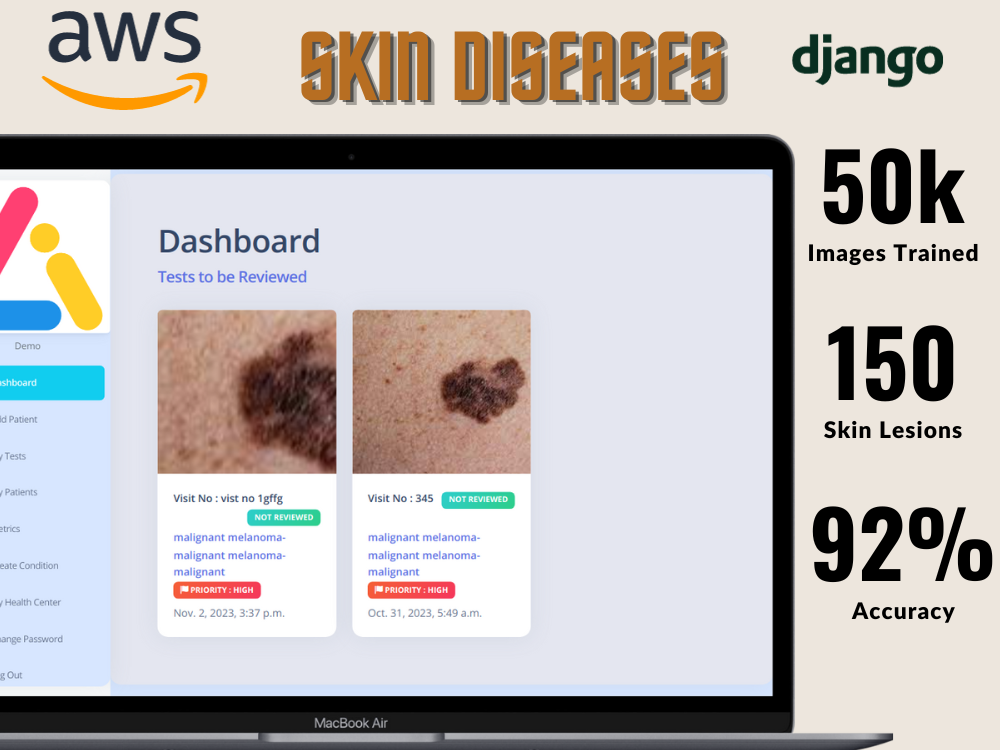 aws
SKIN DISEASES
django
50k
Images Trained
150
Skin Lesions
92%
Accuracy
Demo
ashboard
ld Patient
y Tests
y Patients
etrics
eate Condition
y Health Center
ange Password
g Out
Dashboard
Tests to be Reviewed
Visit No : vist no 1gffg
NOT REVIEWED
malignant melanoma-
malignant melanoma-
malignant
PRIORITY : HIGH
Nov. 2, 2023, 3:37 p.m.
Visit No : 345
NOT REVIEWED
malignant melanoma-
malignant melanoma-
malignant
PRIORITY : HIGH
Oct. 31, 2023, 5:49 a.m.
MacBook Air